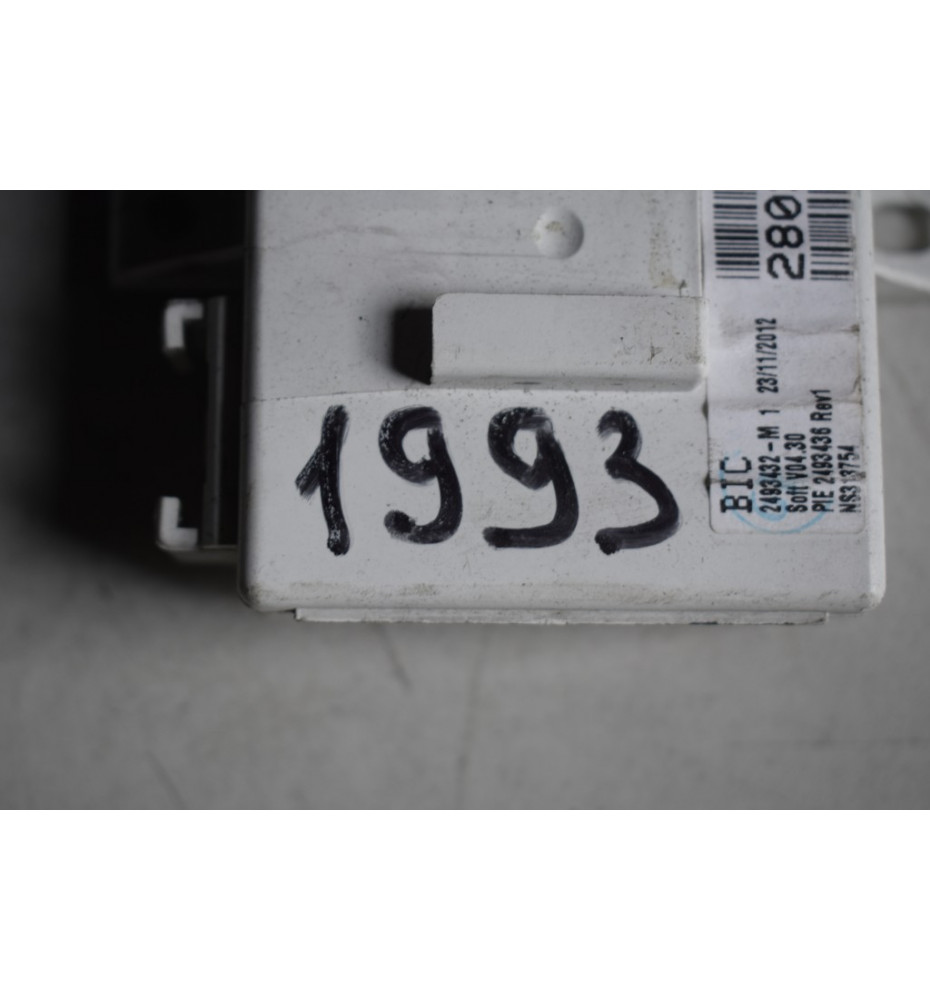 1993
280
BIC
2493432-M 1 23/11/2012
Soft V04.30
PIE 2493436 Rev1
NS313754